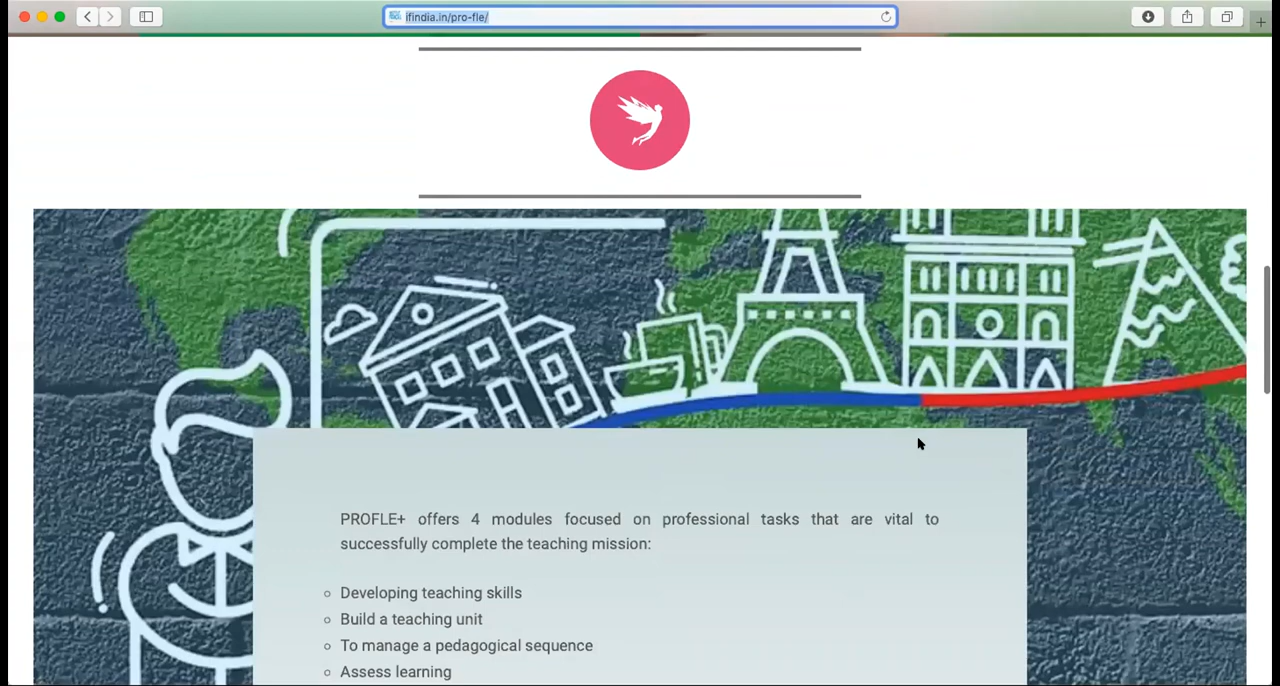 ifindia.in/pro-fle/
PROFLE+ offers 4 modules focused on professional tasks that are vital to
successfully complete the teaching mission:
Developing teaching skills
Build a teaching unit
To manage a pedagogical sequence
Assess learning